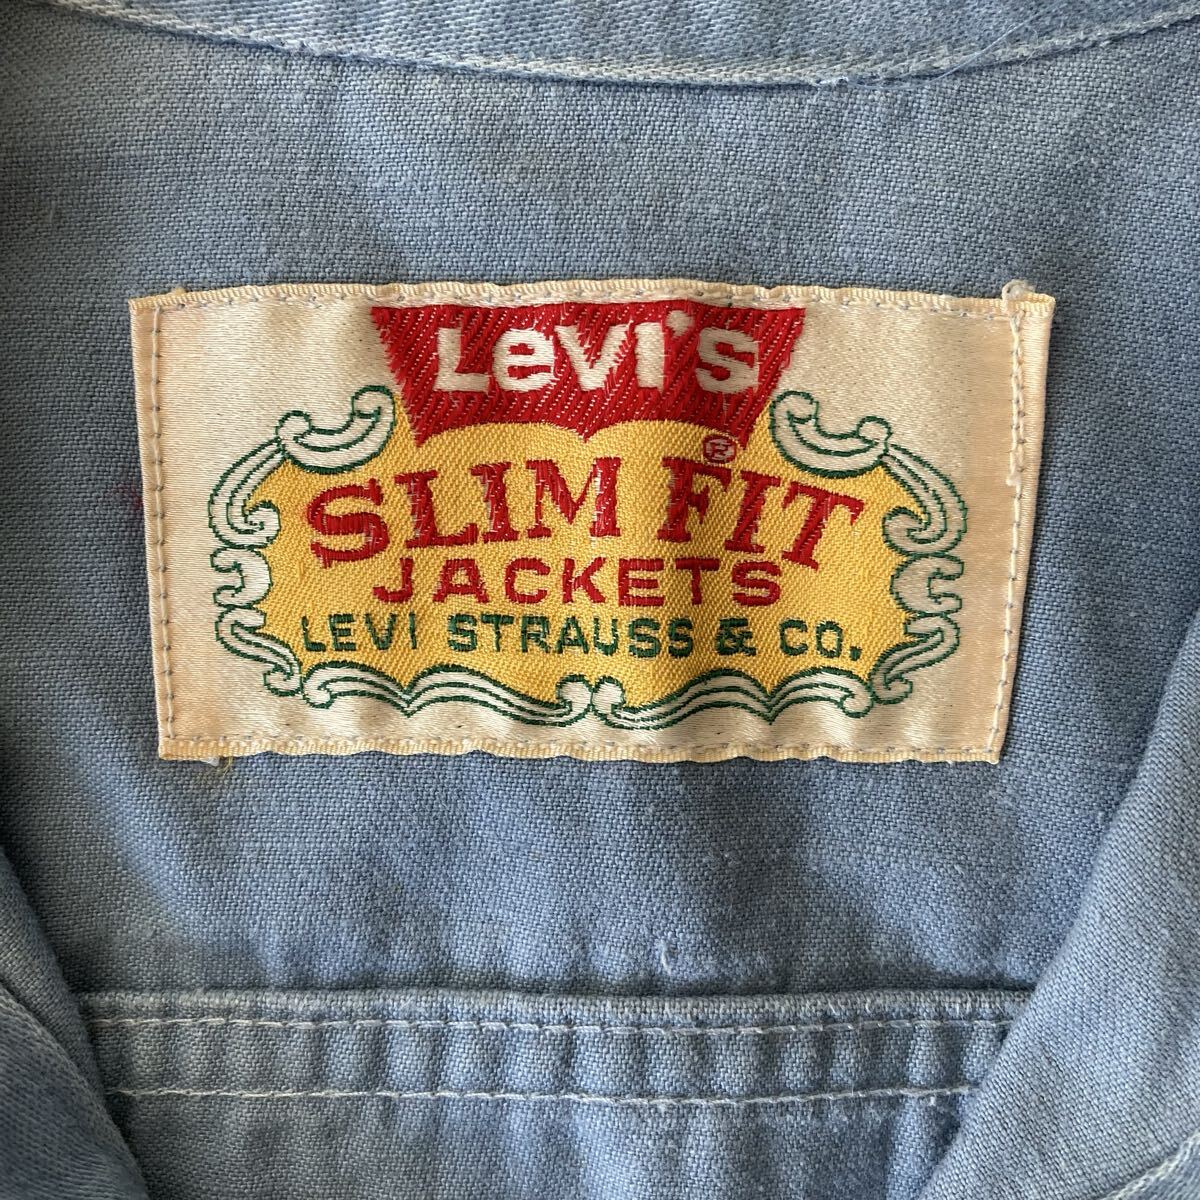 Levi's
®
SLIM FIT
JACKETS
LEVI STRAUSS & CO.